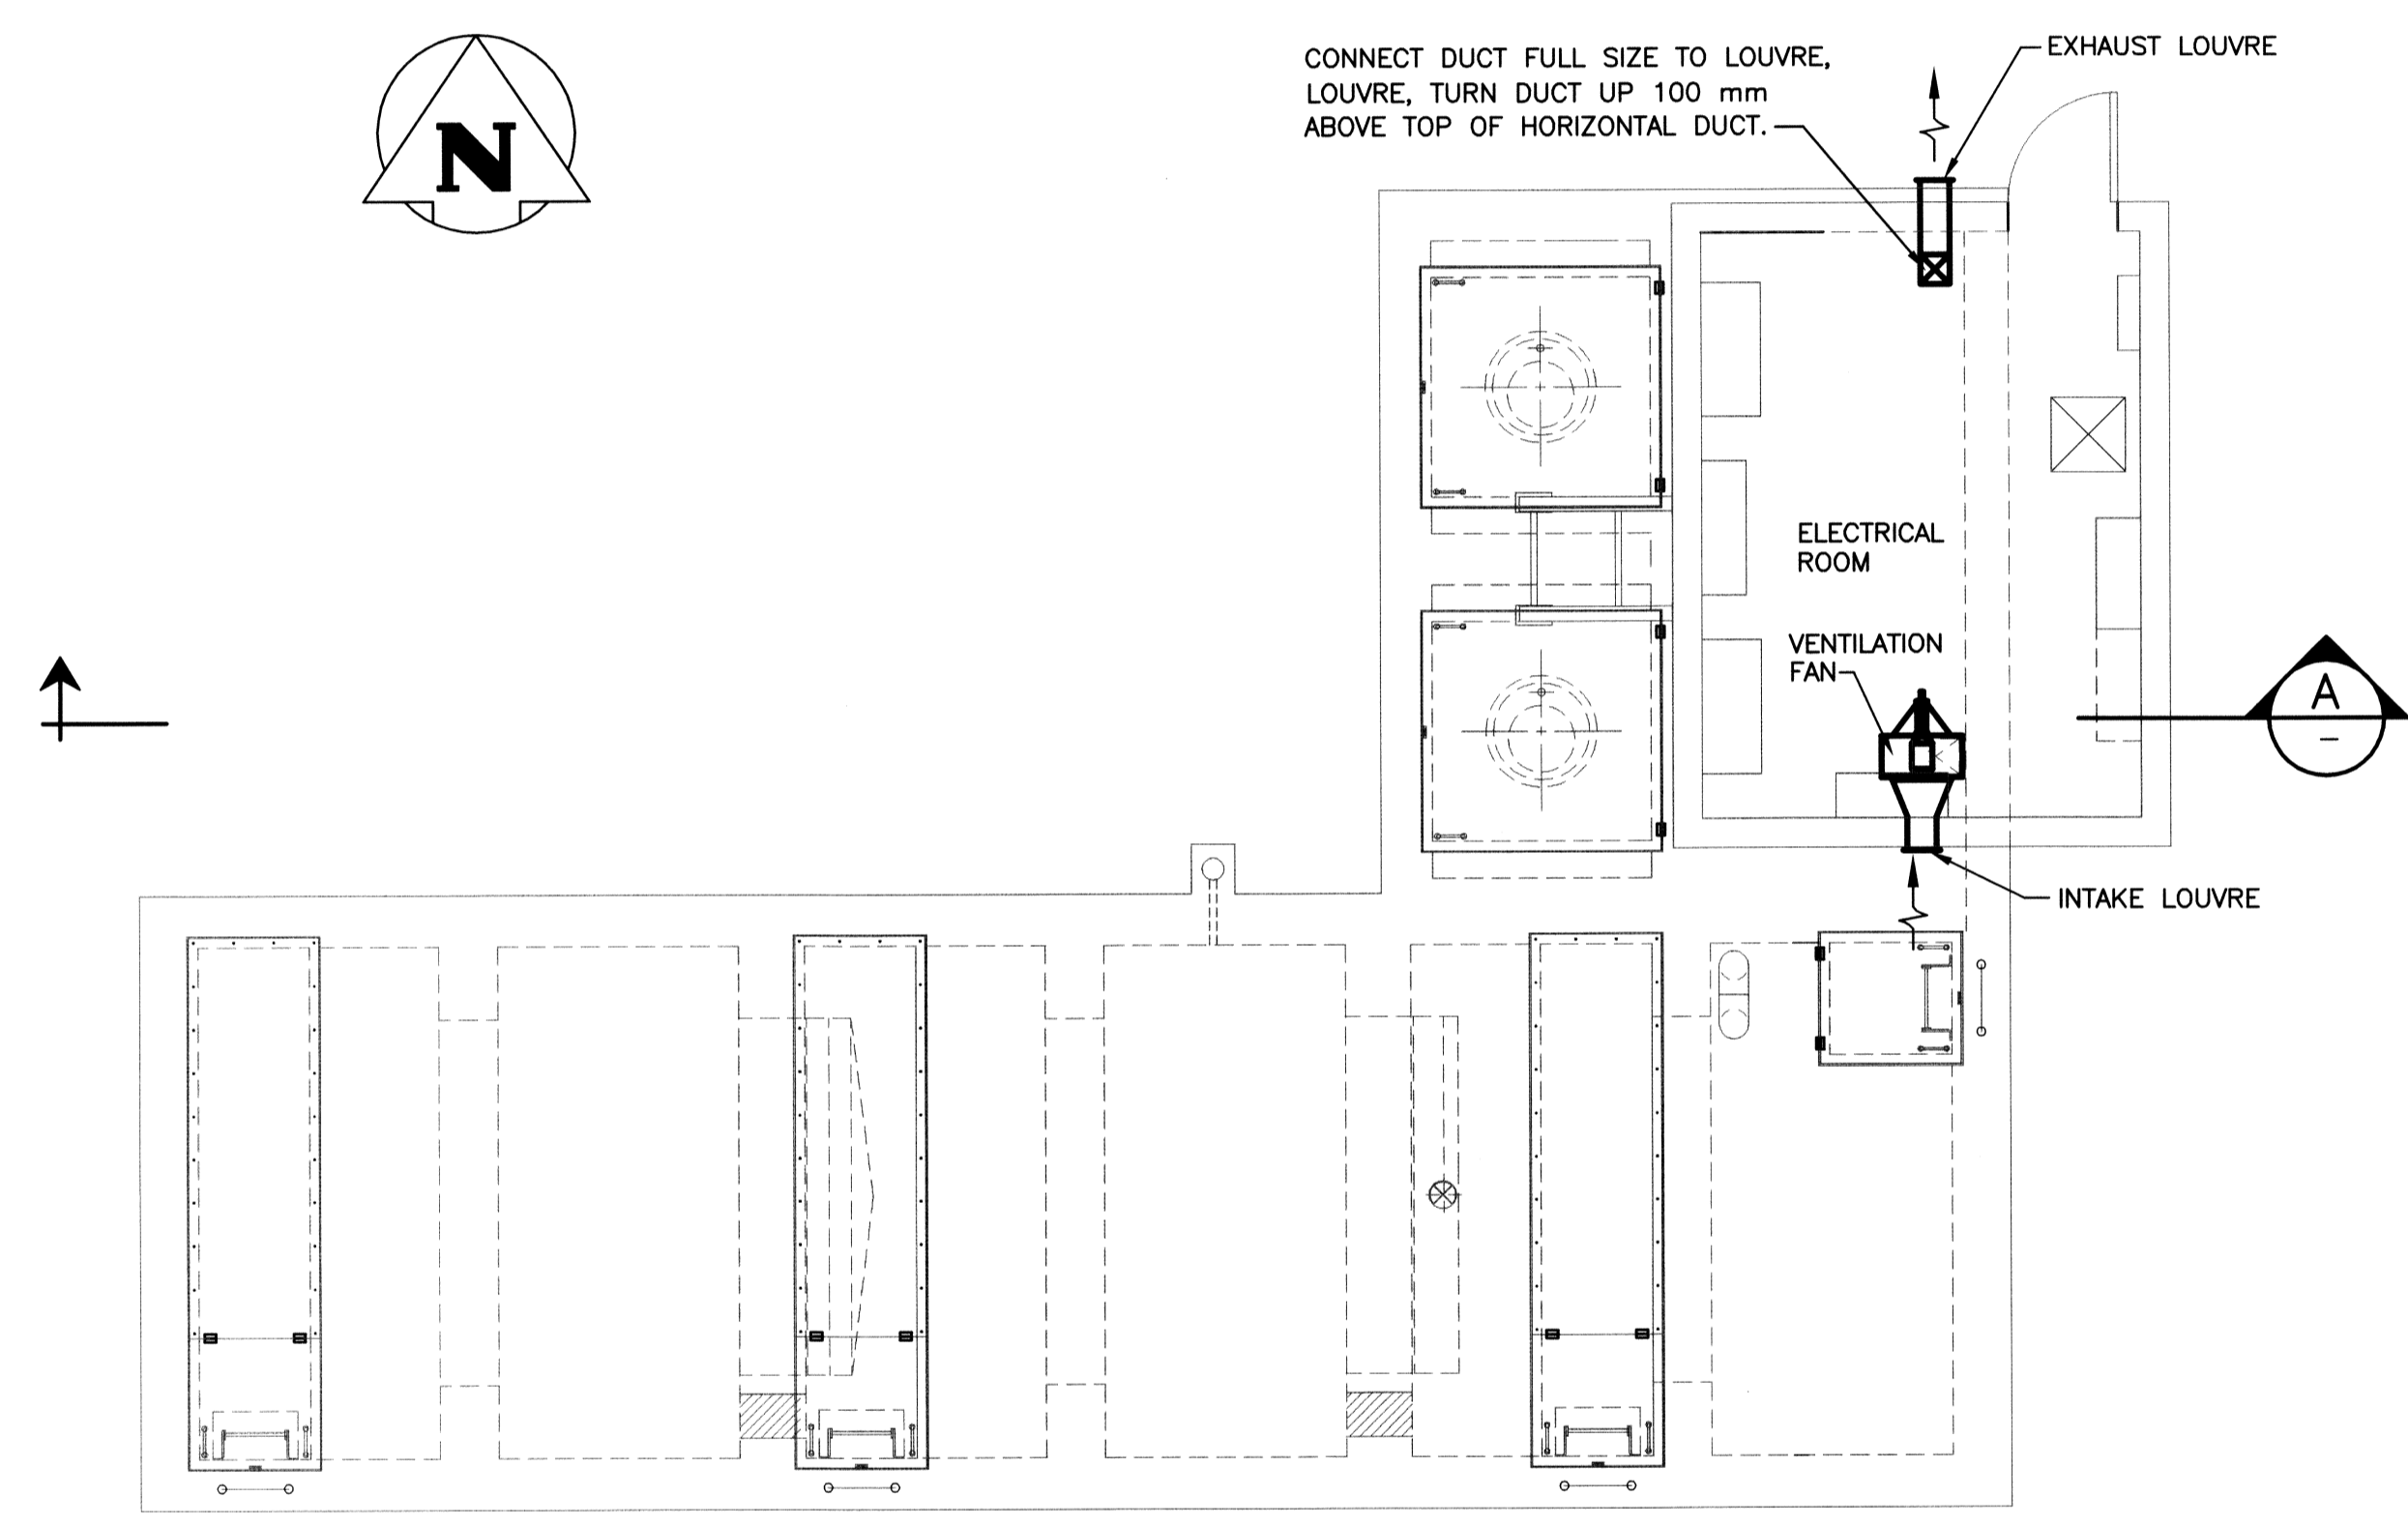 N
CONNECT DUCT FULL SIZE TO LOUVRE,
LOUVRE, TURN DUCT UP 100 mm
ABOVE TOP OF HORIZONTAL DUCT.
EXHAUST LOUVRE
ELECTRICAL
ROOM
VENTILATION
FAN
A
–
INTAKE LOUVRE